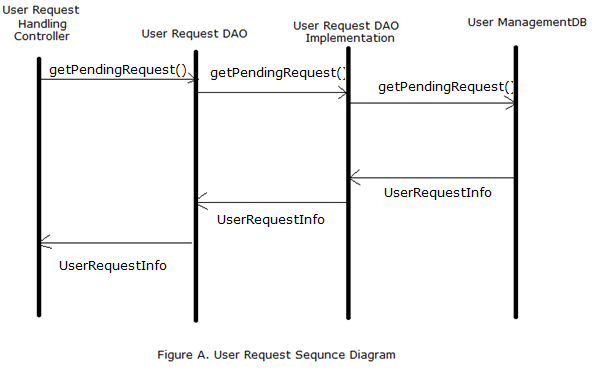 User Request
Handling
Controller
User Request DAO
User Request DAO
Implementation
User ManagementDB
getPendingRequest()
getPendingRequest()
getPendingRequest()
UserRequestInfo
UserRequestInfo
UserRequestInfo
Figure A. User Request Sequnce Diagram